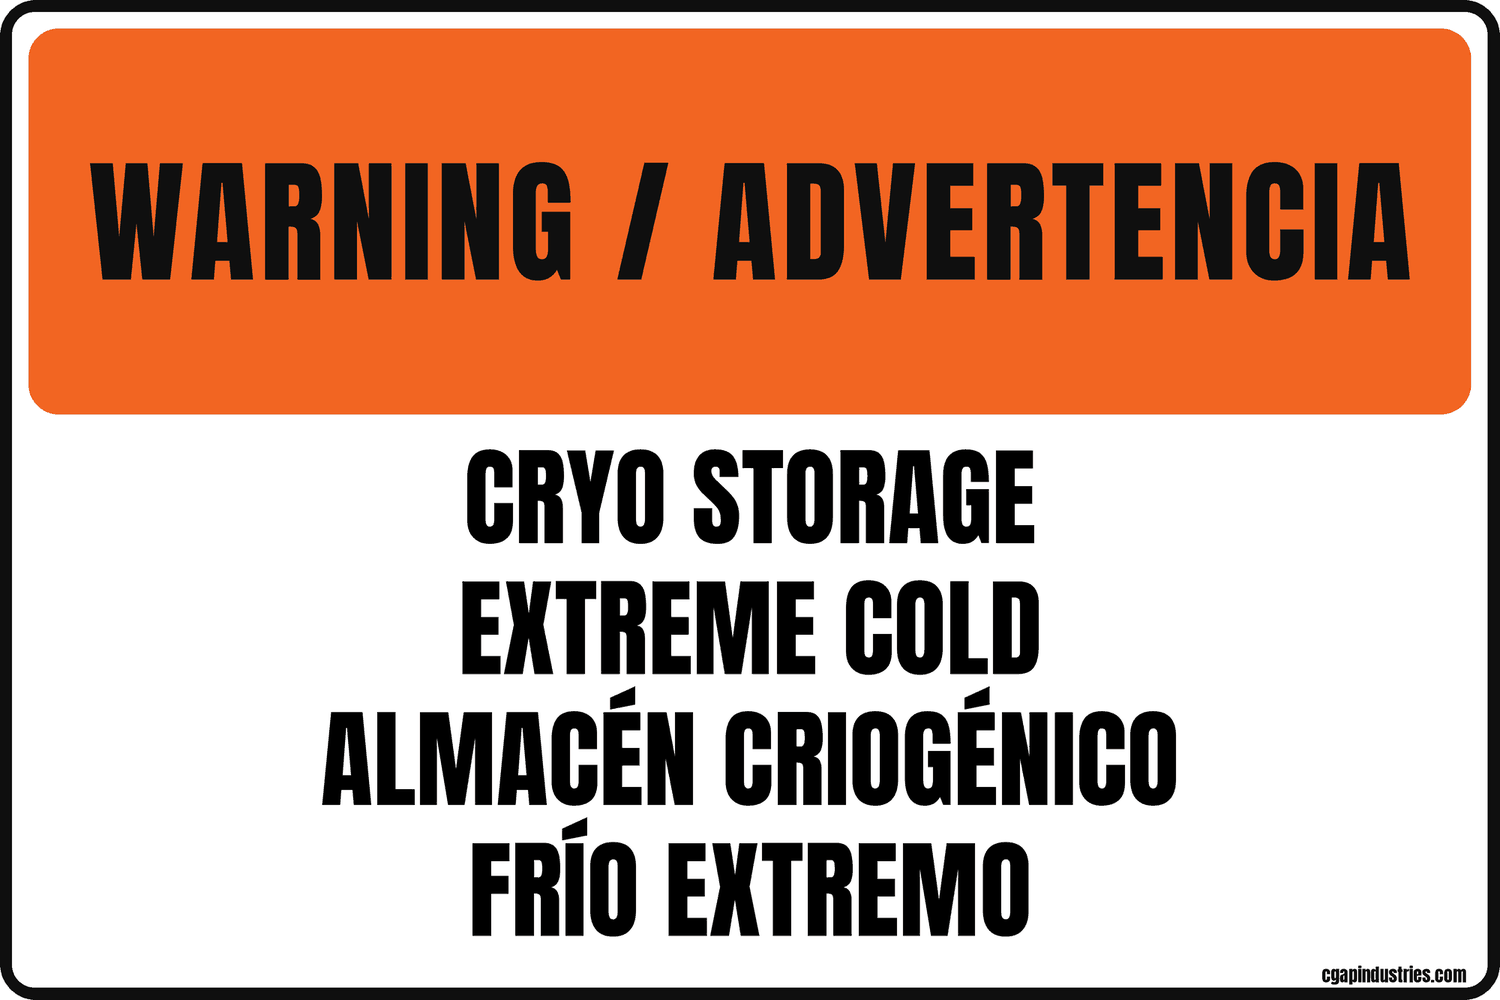 WARNING / ADVERTENCIA
CRYO STORAGE
EXTREME COLD
ALMACÉN CRIOGÉNICO
FRÍO EXTREMO
cgapindustries.com